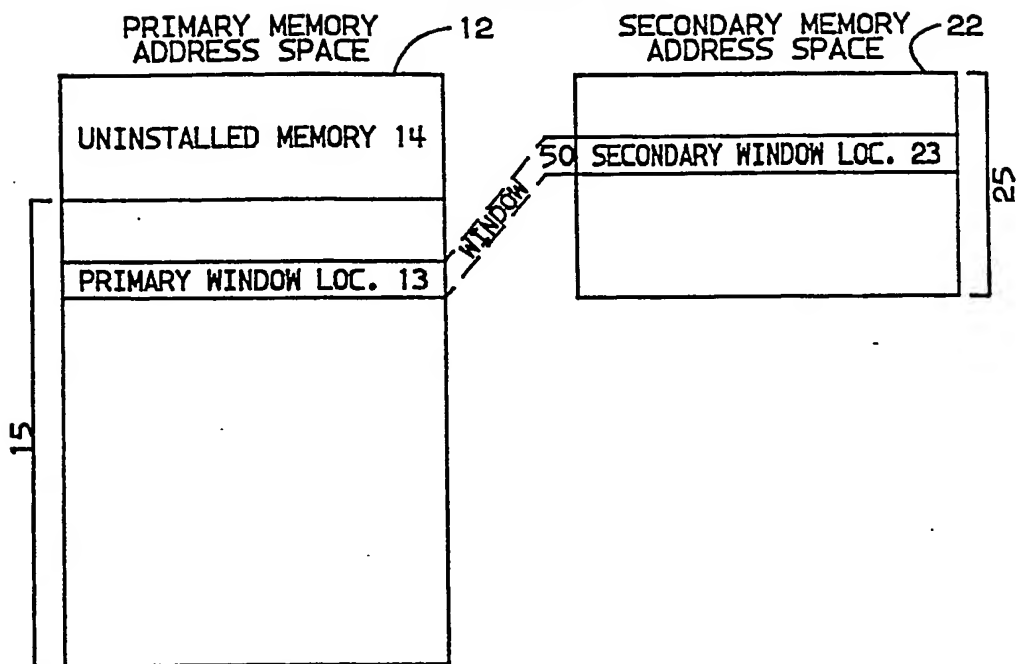 PRIMARY MEMORY
ADDRESS SPACE
12
UNINSTALLED MEMORY 14
PRIMARY WINDOW LOC. 13
15
WINDOW
SECONDARY MEMORY
ADDRESS SPACE
22
50 SECONDARY WINDOW LOC. 23
25